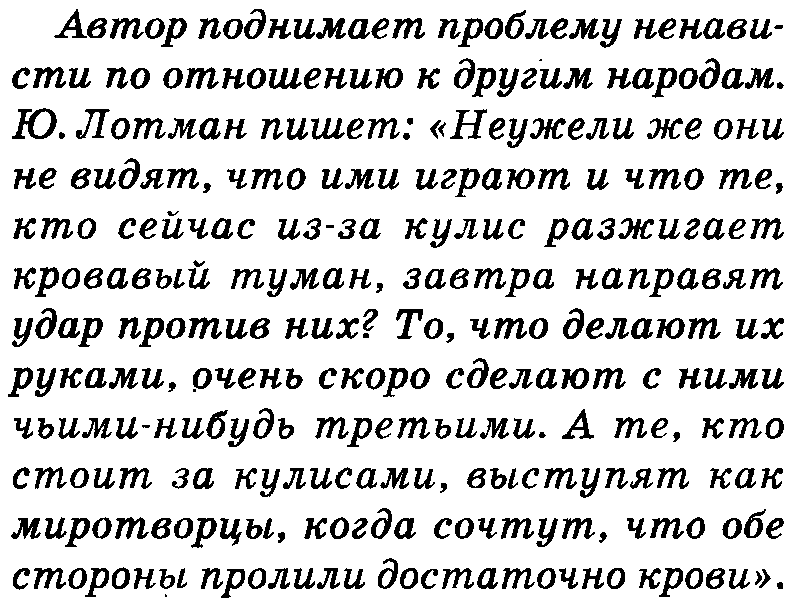 Автор поднимает проблему ненави-
сти по отношению к другим народам.
Ю. Лотман пишет: «Неужели же они
не видят, что ими играют и что те,
кто сейчас из-за кулис разжигает
кровавый туман, завтра направят
удар против них? То, что делают их
руками, очень скоро сделают с ними
чьими-нибудь третьими. А те, кто
стоит за кулисами, выступят как
миротворцы, когда сочтут, что обе
стороны пролили достаточно крови».